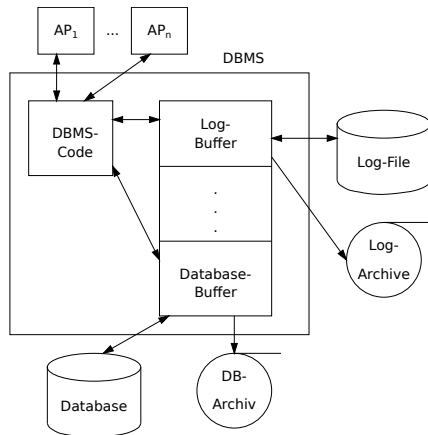 AP1 ... APn
DBMS
DBMS-
Code
Log-
Buffer
Log-File
.
.
.
Log-
Archive
Database-
Buffer
Database
DB-
Archiv